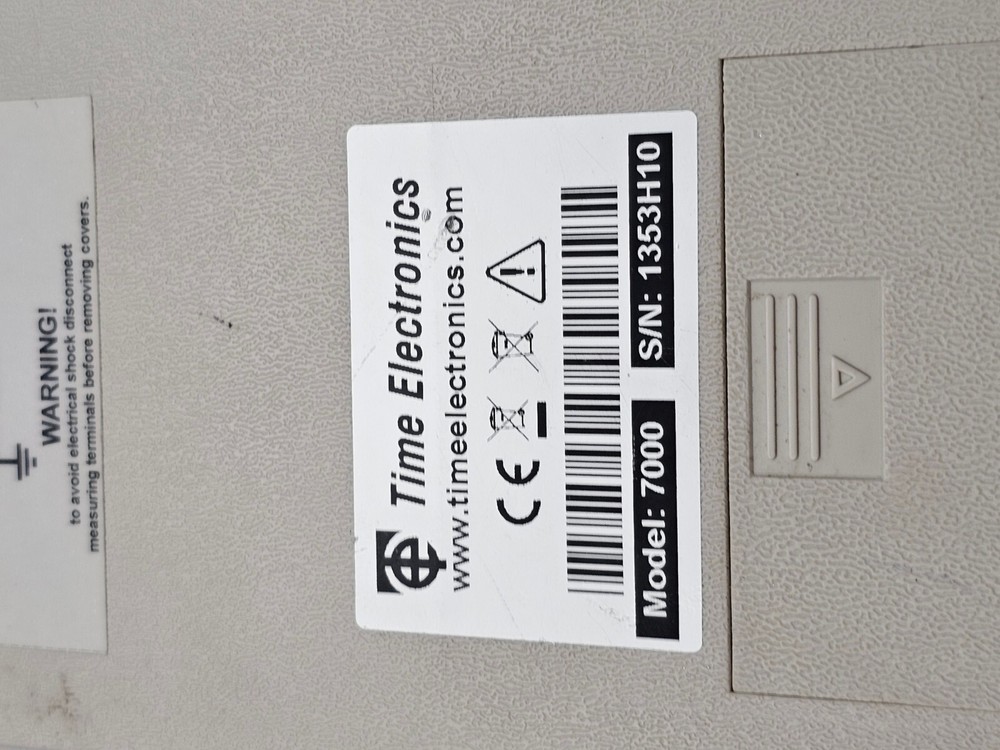 WARNING!
to avoid electrical shock disconnect
measuring terminals before removing covers.
Time Electronics
www.timeelectronics.com
CE
Model: 7000 S/N: 1353H10